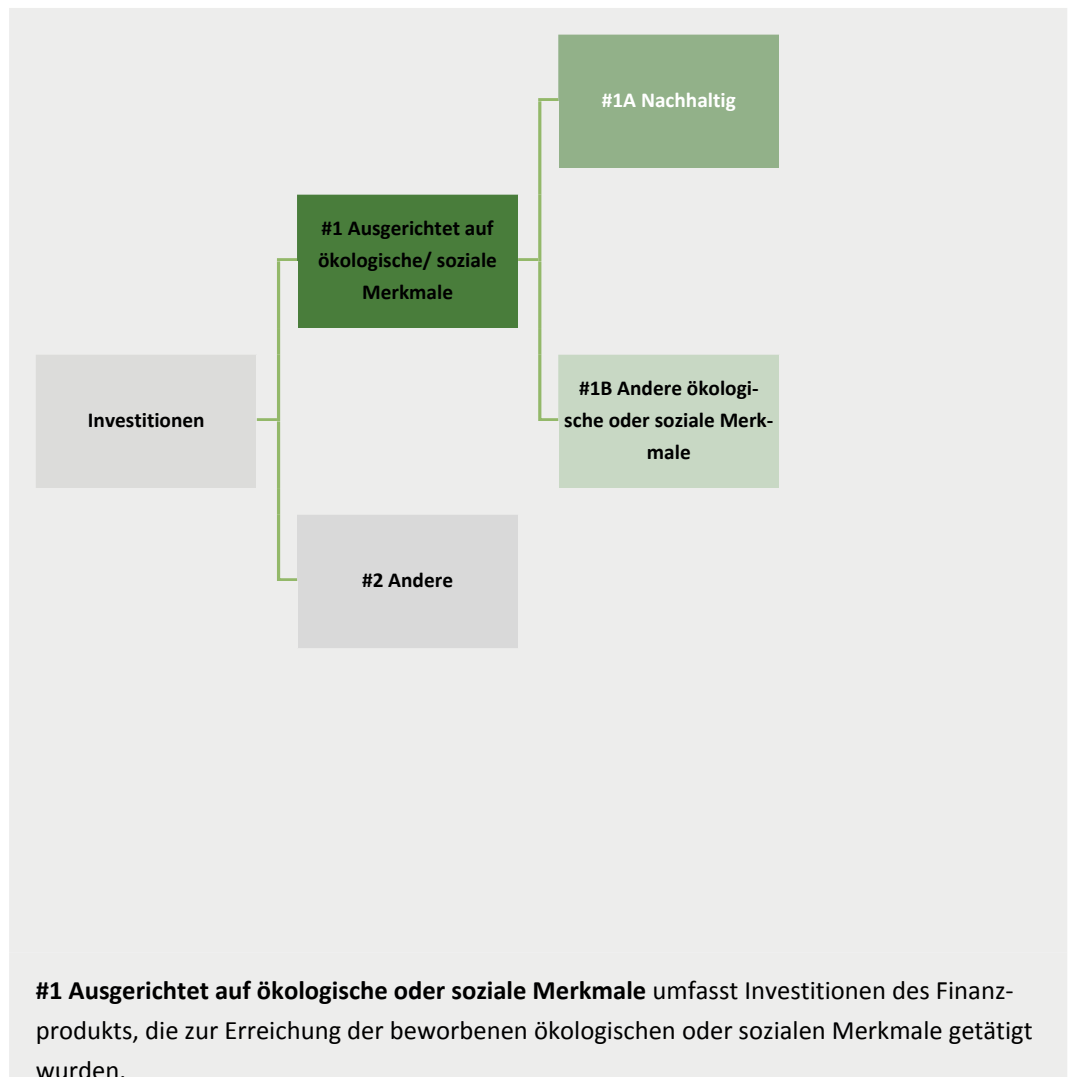 #1A Nachhaltig
#1 Ausgerichtet auf
ökologische/ soziale
Merkmale
#1B Andere ökologi-
sche oder soziale Merk-
male
Investitionen
#2 Andere
#1 Ausgerichtet auf ökologische oder soziale Merkmale umfasst Investitionen des Finanz-
produkts, die zur Erreichung der beworbenen ökologischen oder sozialen Merkmale getätigt
wurden.